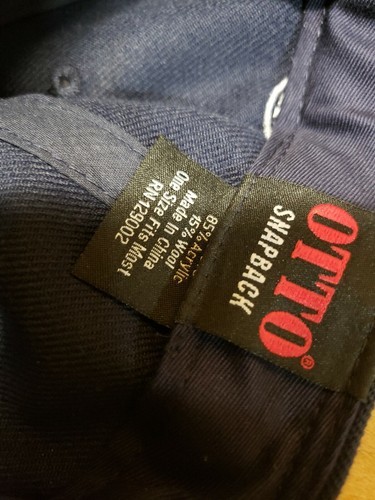 OTTO®
SNAPBACK
85% Acrylic
15% Wool
Made In China
One Size Fits Most
RN129002